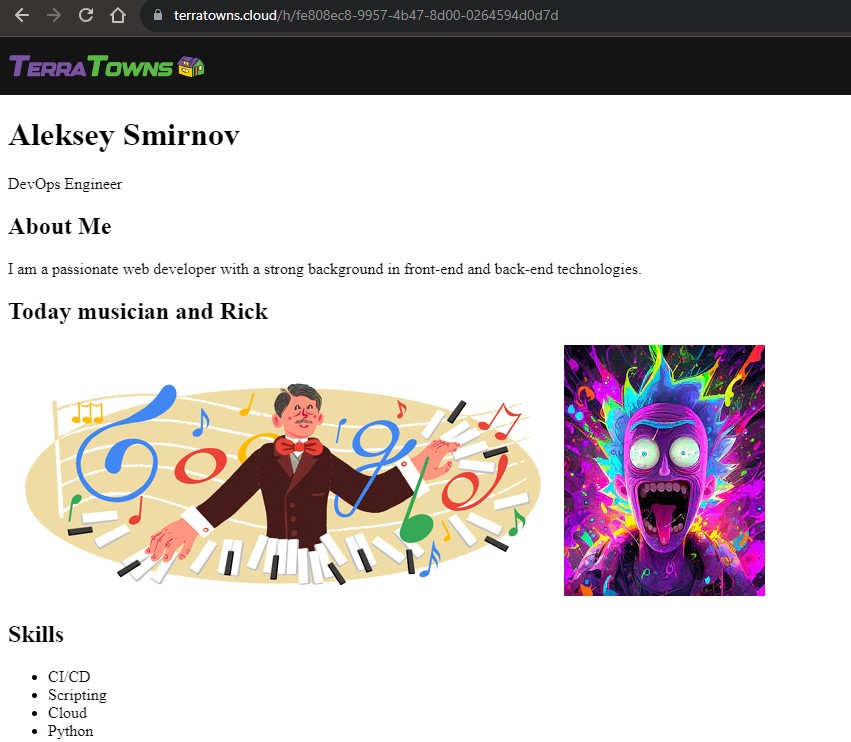 terratowns.cloud/h/fe808ec8-9957-4b47-8d00-0264594d0d7d
TERRATOWNS
Aleksey Smirnov
DevOps Engineer
About Me
I am a passionate web developer with a strong background in front-end and back-end technologies.
Today musician and Rick
Google
Skills
CI/CD
Scripting
Cloud
Python